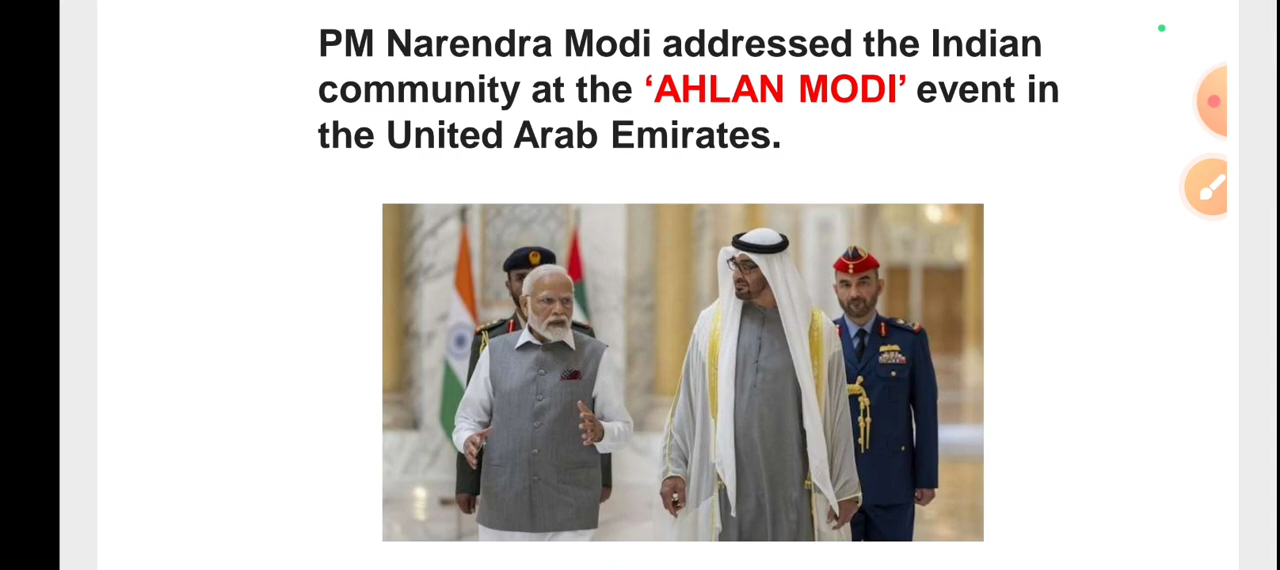 PM Narendra Modi addressed the Indian
community at the ‘AHLAN MODI’ event in
the United Arab Emirates.